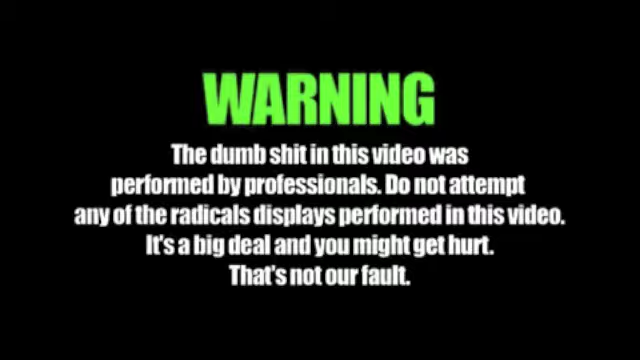 WARNING
The dumb shit in this video was
performed by professionals. Do not attempt
any of the radicals displays performed in this video.
It's a big deal and you might get hurt.
That's not our fault.